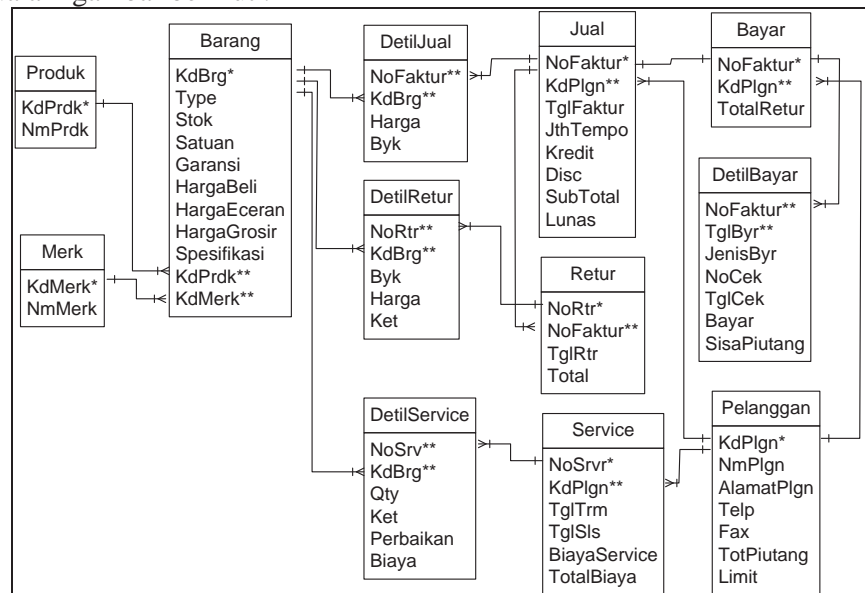 Produk
KdPrdk*
NmPrdk
Merk
KdMerk*
NmMerk
Barang
KdBrg*
Type
Stok
Satuan
Garansi
HargaBeli
HargaEceran
HargaGrosir
Spesifikasi
KdPrdk**
KdMerk**
DetilJual
NoFaktur**
KdBrg**
Harga
Byk
DetilRetur
NoRtr**
KdBrg**
Byk
Harga
Ket
DetilService
NoSrv**
KdBrg**
Qty
Ket
Perbaikan
Biaya
Jual
NoFaktur*
KdPlgn**
TglFaktur
JthTempo
Kredit
Disc
SubTotal
Lunas
Retur
NoRtr*
NoFaktur**
TglRtr
Total
Service
NoSrvr*
KdPlgn**
TglTrm
TglSls
BiayaService
TotalBiaya
Bayar
NoFaktur*
KdPlgn**
TotalRetur
DetilBayar
NoFaktur**
TglByr**
JenisByr
NoCek
TglCek
Bayar
SisaPiutang
Pelanggan
KdPlgn*
NmPlgn
AlamatPlgn
Telp
Fax
TotPiutang
Limit